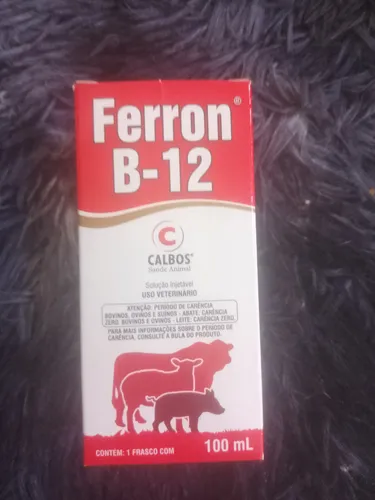 Ferron®
B-12
C
CALBOS®
Saúde Animal
Solução Injetável
USO VETERINÁRIO
ATENÇÃO: PERÍODO DE CARÊNCIA
BOVINOS, OVINOS E SUÍNOS - ABATE: CARÊNCIA
ZERO. BOVINOS E OVINOS - LEITE: CARÊNCIA ZERO.
PARA MAIS INFORMAÇÕES SOBRE O PERÍODO DE
CARÊNCIA, CONSULTE A BULA DO PRODUTO.
CONTÉM: 1 FRASCO COM 100 mL